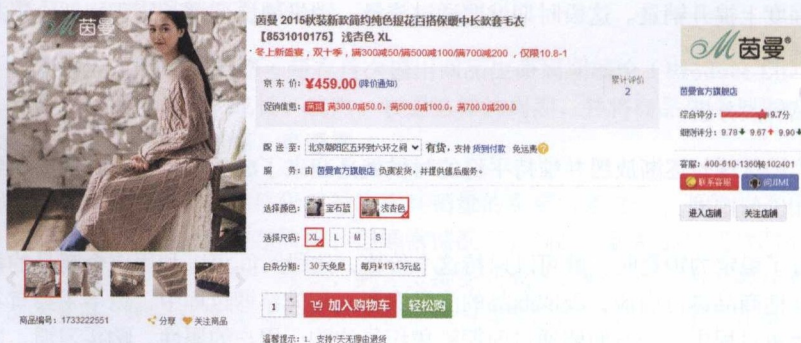 茵曼
茵曼 2015秋装新款简约纯色提花百搭保暖中长款套毛衣
【8531010175】 浅杏色 XL
冬上新盛宴，双十季，满300减50/满500减100/满700减200 ，仅限10.8-1
京 东 价: ¥459.00 (降价通知)
累计评价
2
促销信息: 满减 满300.0减50.0，满500.0减100.0，满700.0减200.0
配 送 至: 北京朝阳区五环到六环之间 有货，支持 货到付款 免运费
服 务: 由 茵曼官方旗舰店 负责发货，并提供售后服务。
选择颜色: 宝石蓝 浅杏色
选择尺码: XL L M S
白条分期: 30 天免息 每月¥19.13元起
1 + - 加入购物车 轻松购
温馨提示: 1. 支持7天无理由退货
商品编号: 1733222551 分享 关注商品
茵曼®
茵曼官方旗舰店
综合评分: 9.7分
9.78 9.67 9.90
客服: 400-610-1360转102401
联系客服
进入店铺 关注店铺